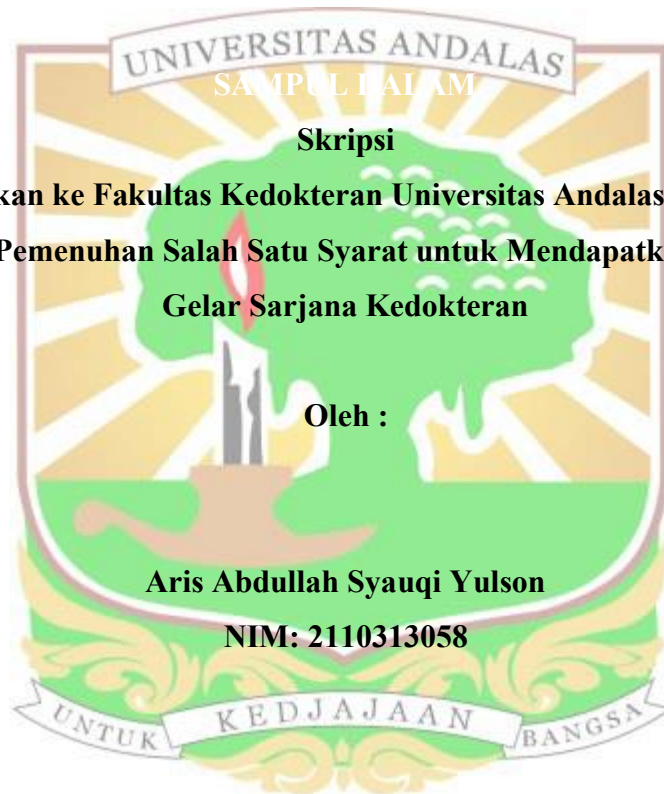 UNIVERSITAS ANDALAS
SAMPUL DALAM
Skripsi
kan ke Fakultas Kedokteran Universitas Andalas
Pemenuhan Salah Satu Syarat untuk Mendapatk
Gelar Sarjana Kedokteran
Oleh :
Aris Abdullah Syauqi Yulson
NIM: 2110313058
UNTUK KEDJAJAAN BANGSA